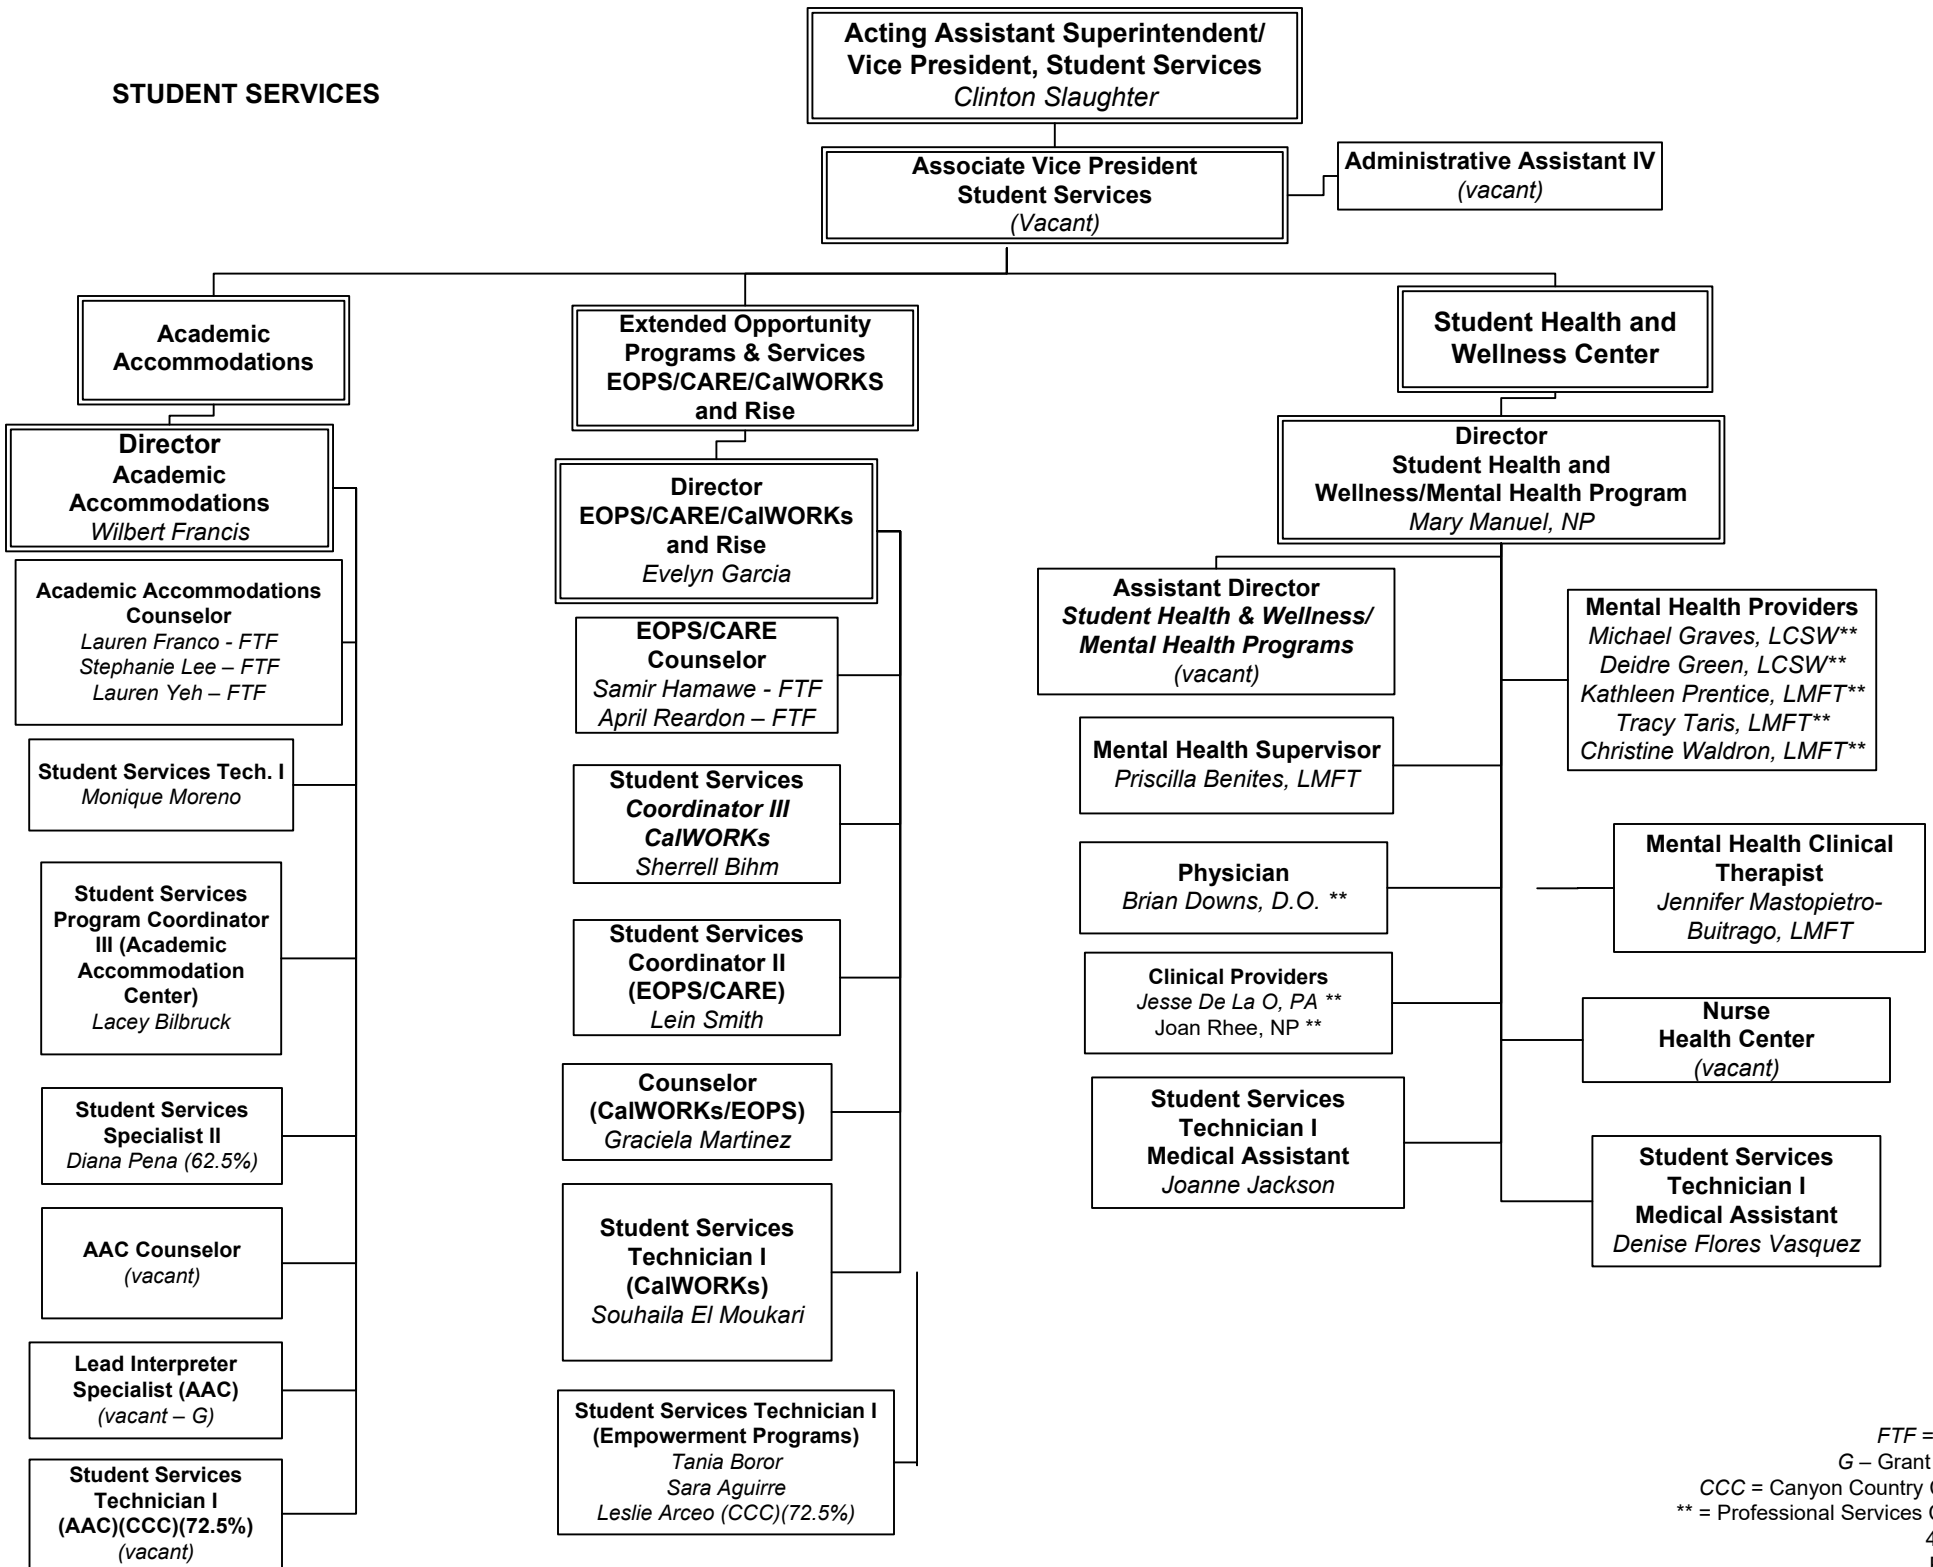 STUDENT SERVICES
Acting Assistant Superintendent/
Vice President, Student Services
Clinton Slaughter
Associate Vice President
Student Services
(Vacant)
Administrative Assistant IV
(vacant)
Academic
Accommodations
Director
Academic
Accommodations
Wilbert Francis
Academic Accommodations
Counselor
Lauren Franco - FTF
Stephanie Lee – FTF
Lauren Yeh – FTF
Student Services Tech. I
Monique Moreno
Student Services
Program Coordinator
III (Academic
Accommodation
Center)
Lacey Bilbruck
Student Services
Specialist II
Diana Pena (62.5%)
AAC Counselor
(vacant)
Lead Interpreter
Specialist (AAC)
(vacant – G)
Student Services
Technician I
(AAC)(CCC)(72.5%)
(vacant)
Extended Opportunity
Programs & Services
EOPS/CARE/CalWORKS
and Rise
Director
EOPS/CARE/CalWORKs
and Rise
Evelyn Garcia
EOPS/CARE
Counselor
Samir Hamawe - FTF
April Reardon – FTF
Student Services
Coordinator III
CalWORKs
Sherrell Bihm
Student Services
Coordinator II
(EOPS/CARE)
Lein Smith
Counselor
(CalWORKs/EOPS)
Graciela Martinez
Student Services
Technician I
(CalWORKs)
Souhaila El Moukari
Student Services Technician I
(Empowerment Programs)
Tania Boror
Sara Aguirre
Leslie Arceo (CCC)(72.5%)
Student Health and
Wellness Center
Director
Student Health and
Wellness/Mental Health Program
Mary Manuel, NP
Assistant Director
Student Health & Wellness/
Mental Health Programs
(vacant)
Mental Health Supervisor
Priscilla Benites, LMFT
Physician
Brian Downs, D.O. **
Clinical Providers
Jesse De La O, PA **
Joan Rhee, NP **
Student Services
Technician I
Medical Assistant
Joanne Jackson
Mental Health Providers
Michael Graves, LCSW**
Deidre Green, LCSW**
Kathleen Prentice, LMFT**
Tracy Taris, LMFT**
Christine Waldron, LMFT**
Mental Health Clinical
Therapist
Jennifer Mastopietro-
Buitrago, LMFT
Nurse
Health Center
(vacant)
Student Services
Technician I
Medical Assistant
Denise Flores Vasquez
FTF =
G – Grant
CCC = Canyon Country
** = Professional Services
4